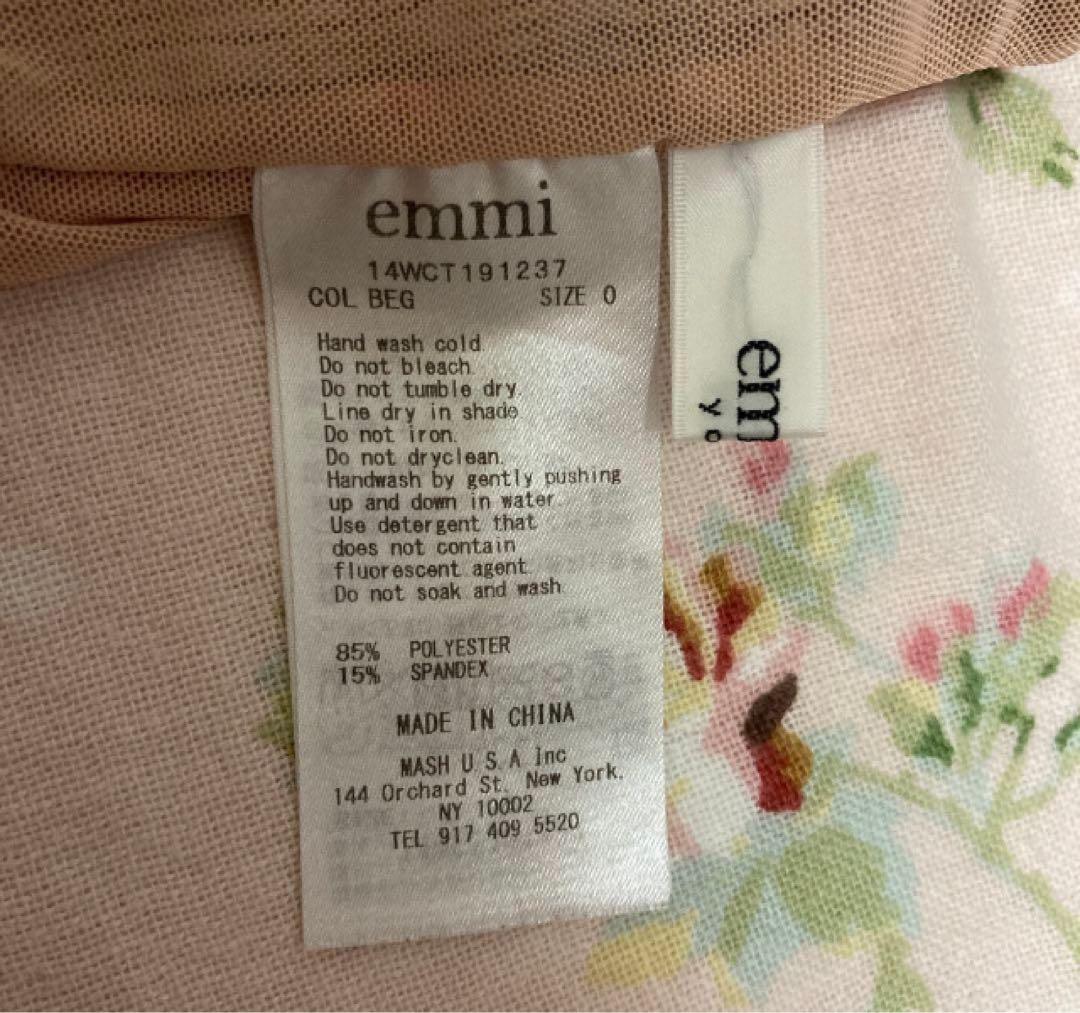 emmi
14WCT191237
COL BEG SIZE 0
Hand wash cold.
Do not bleach.
Do not tumble dry.
Line dry in shade.
Do not iron.
Do not dryclean.
Handwash by gently pushing
up and down in water.
Use detergent that
does not contain
fluorescent agent.
Do not soak and wash.
85% POLYESTER
15% SPANDEX
MADE IN CHINA
MASH U.S.A Inc
144 Orchard St. New York.
NY 10002
TEL 917 409 5520
em
yo